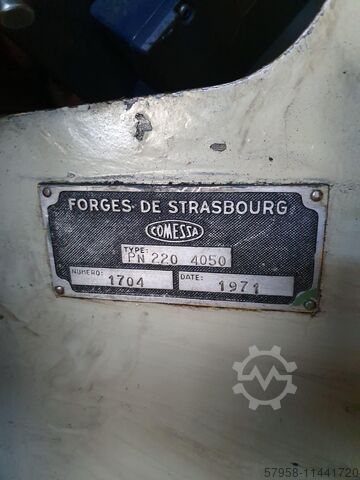 FORGES DE STRASBOURG
COMESSA
TYPE:
PN 220 4050
NUMERO: DATE:
1704 1971
57958-11441720